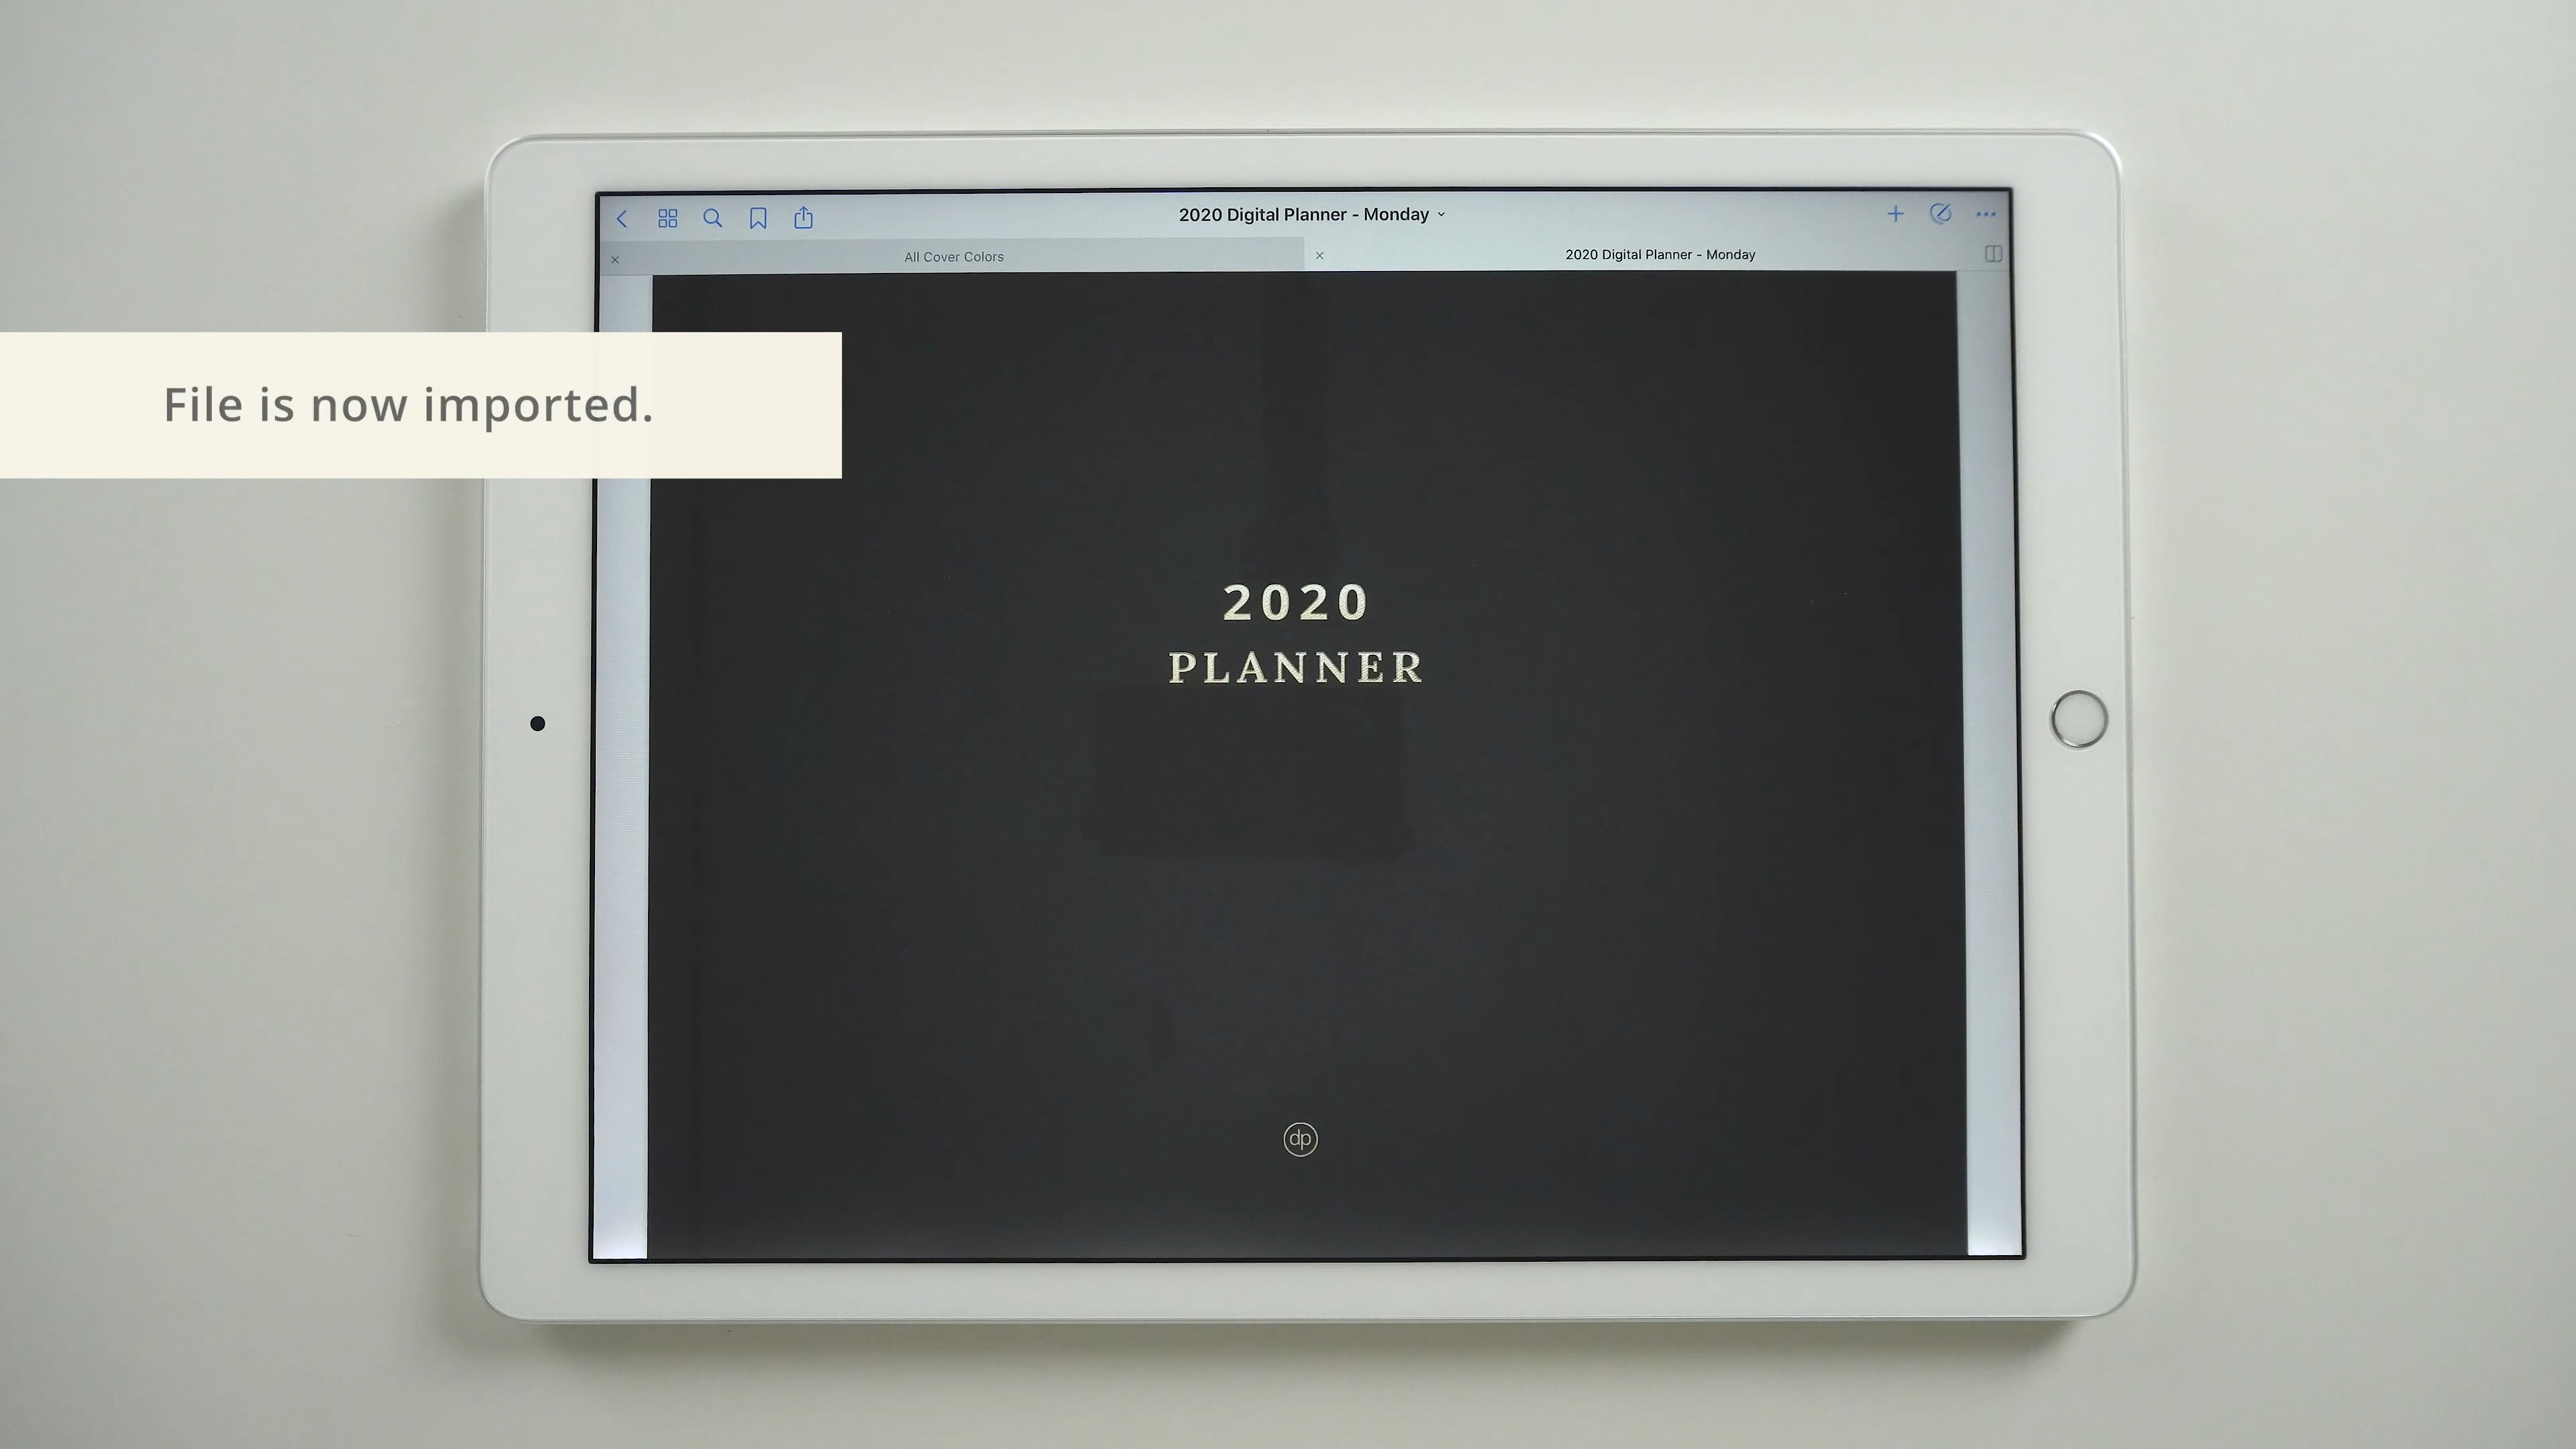 2020 Digital Planner - Monday
All Cover Colors
2020 Digital Planner - Monday
File is now imported.
2020
PLANNER
dp